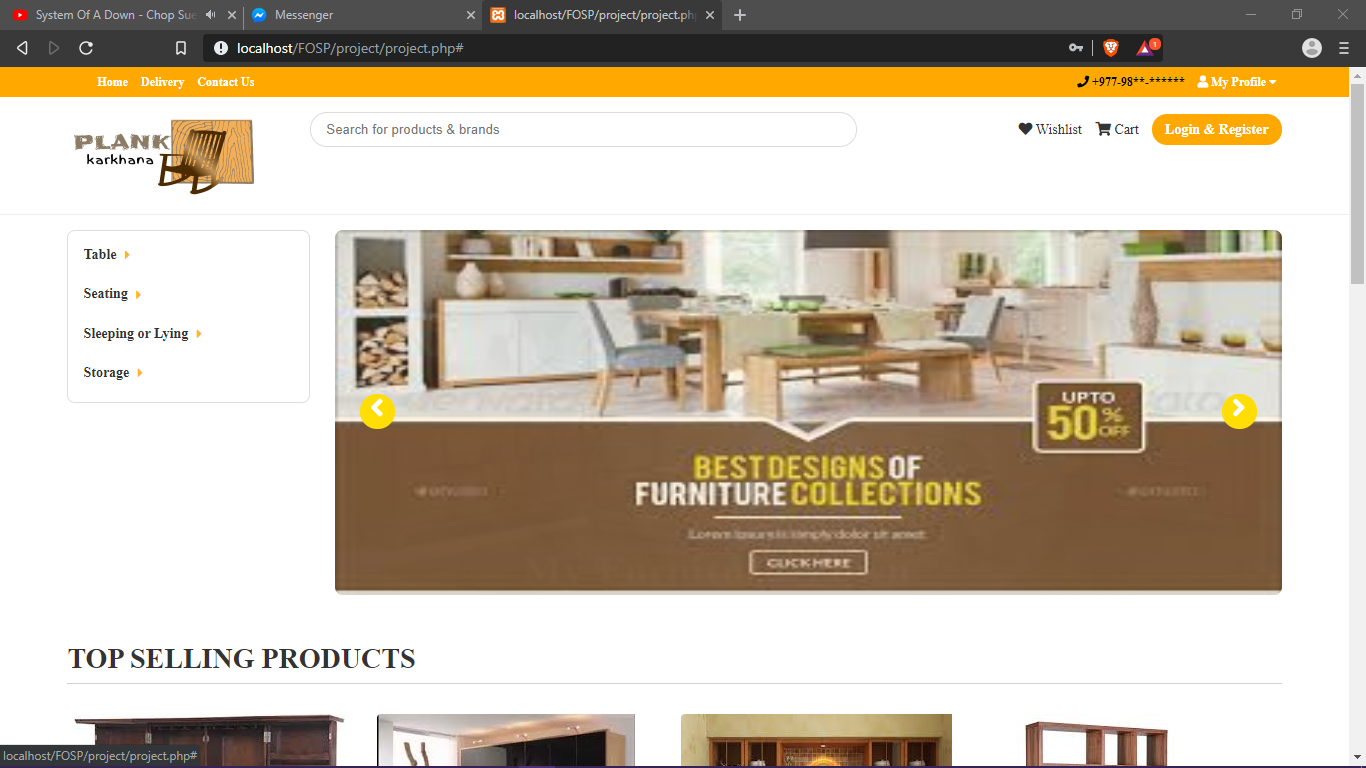 System Of A Down - Chop Sue
Messenger
localhost/FOSP/project/project.ph
localhost/FOSP/project/project.php#
1
Home Delivery Contact Us
+977-98**-****** My Profile
PLANK
karkhana
Search for products & brands
Wishlist Cart Login & Register
Table
Seating
Sleeping or Lying
Storage
UPTO
50%
OFF
BEST DESIGNS OF
FURNITURE COLLECTIONS
Lorem Ipsum is simply dolor sit amet
CLICK HERE
TOP SELLING PRODUCTS
localhost/FOSP/project/project.php#